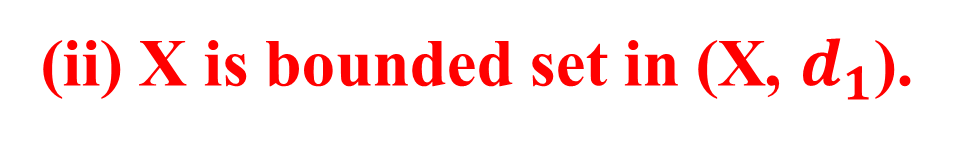 (ii) X is bounded set in (X, d₁).